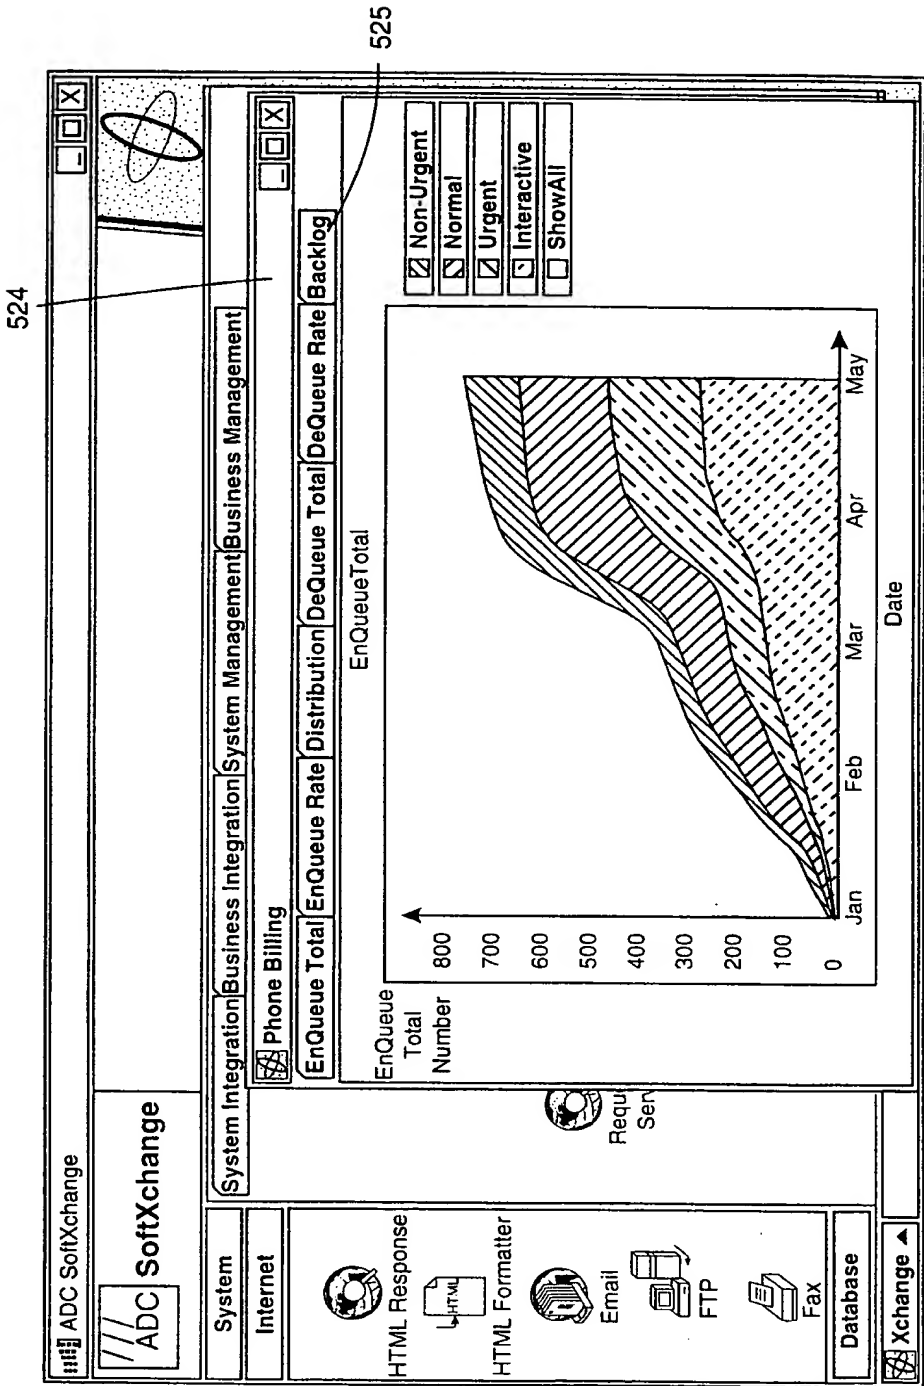 524
525
ADC SoftXchange
ADC SoftXchange
System
Internet
HTML Response
HTML
HTML Formatter
Email
FTP
Fax
Database
Xchange
System Integration Business Integration System Management Business Management
Requ
Serv
Phone Billing
EnQueue Total EnQueue Rate Distribution DeQueue Total DeQueue Rate Backlog
EnQueueTotal
EnQueue
Total
Number
800
700
600
500
400
300
200
100
0
Jan Feb Mar Apr May
Date
Non-Urgent
Normal
Urgent
Interactive
ShowAll